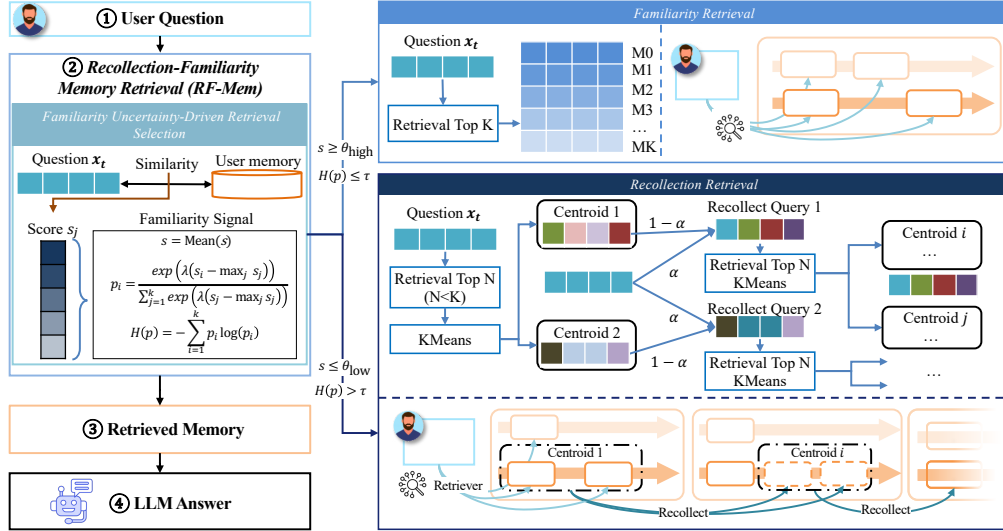 ① User Question
② Recollection-Familiarity
Memory Retrieval (RF-Mem)
Familiarity Uncertainty-Driven Retrieval
Selection
Question x_t
Similarity
User memory
Score s_j
Familiarity Signal
s = Mean(s)
p_i = exp(λ(s_i − max_j s_j)) / ∑_{j=1}^{k} exp(λ(s_j − max_j s_j))
H(p) = −∑_{i=1}^{k} p_i log(p_i)
③ Retrieved Memory
④ LLM Answer
s ≥ θ_high
H(p) ≤ τ
s ≤ θ_low
H(p) > τ
Familiarity Retrieval
Question x_t
Retrieval Top K
M0
M1
M2
M3
...
MK
Recollection Retrieval
Question x_t
Retrieval Top N
(N<K)
KMeans
Centroid 1
Centroid 2
1 − α
α
α
1 − α
Recollect Query 1
Retrieval Top N
KMeans
Recollect Query 2
Retrieval Top N
KMeans
Centroid i
...
Centroid j
...
...
Retriever
Centroid 1
Centroid i
Recollect
Recollect